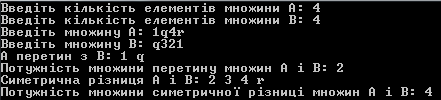 Введіть кількість елементів множини А: 4
Введіть кількість елементів множини В: 4
Введіть множину А: 1q4r
Введіть множину В: q321
А перетин з В: 1 q
Потужність множини перетину множин А і В: 2
Симетрична різниця А і В: 2 3 4 r
Потужність множини симетричної різниці множин А і В: 4